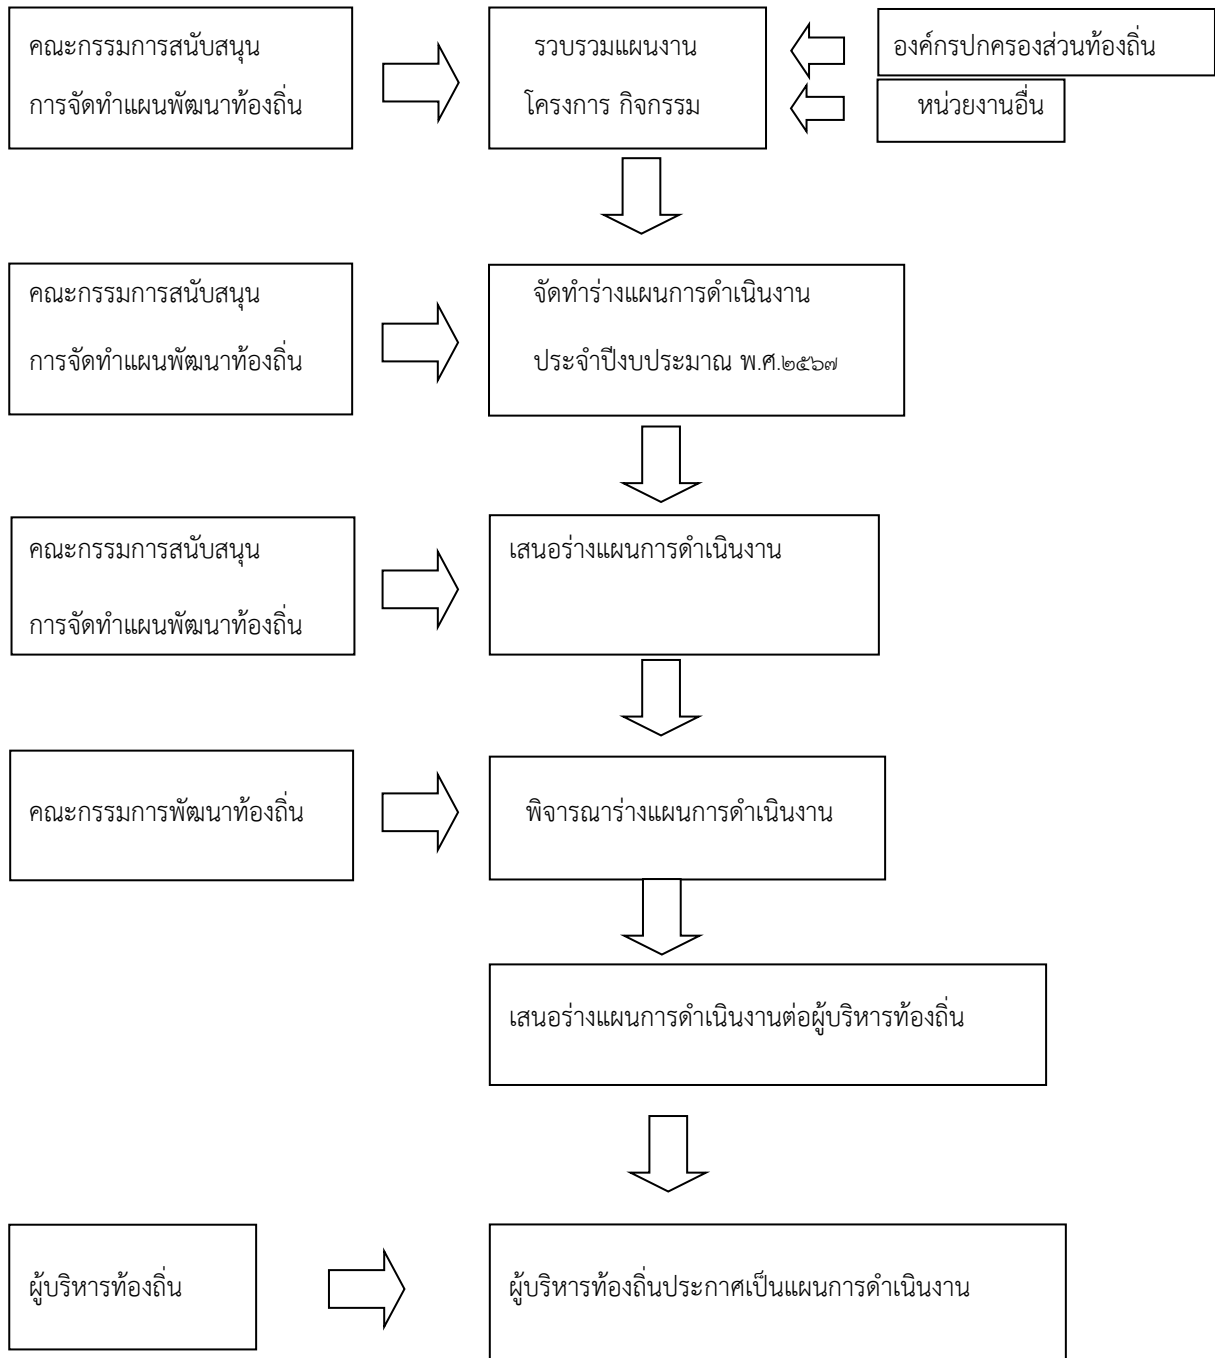 คณะกรรมการสนับสนุน
การจัดทำแผนพัฒนาท้องถิ่น
รวบรวมแผนงาน
โครงการ กิจกรรม
องค์กรปกครองส่วนท้องถิ่น
หน่วยงานอื่น
คณะกรรมการสนับสนุน
การจัดทำแผนพัฒนาท้องถิ่น
จัดทำร่างแผนการดำเนินงาน
ประจำปีงบประมาณ พ.ศ.๒๕๖๗
คณะกรรมการสนับสนุน
การจัดทำแผนพัฒนาท้องถิ่น
เสนอร่างแผนการดำเนินงาน
คณะกรรมการพัฒนาท้องถิ่น
พิจารณาร่างแผนการดำเนินงาน
เสนอร่างแผนการดำเนินงานต่อผู้บริหารท้องถิ่น
ผู้บริหารท้องถิ่น
ผู้บริหารท้องถิ่นประกาศเป็นแผนการดำเนินงาน